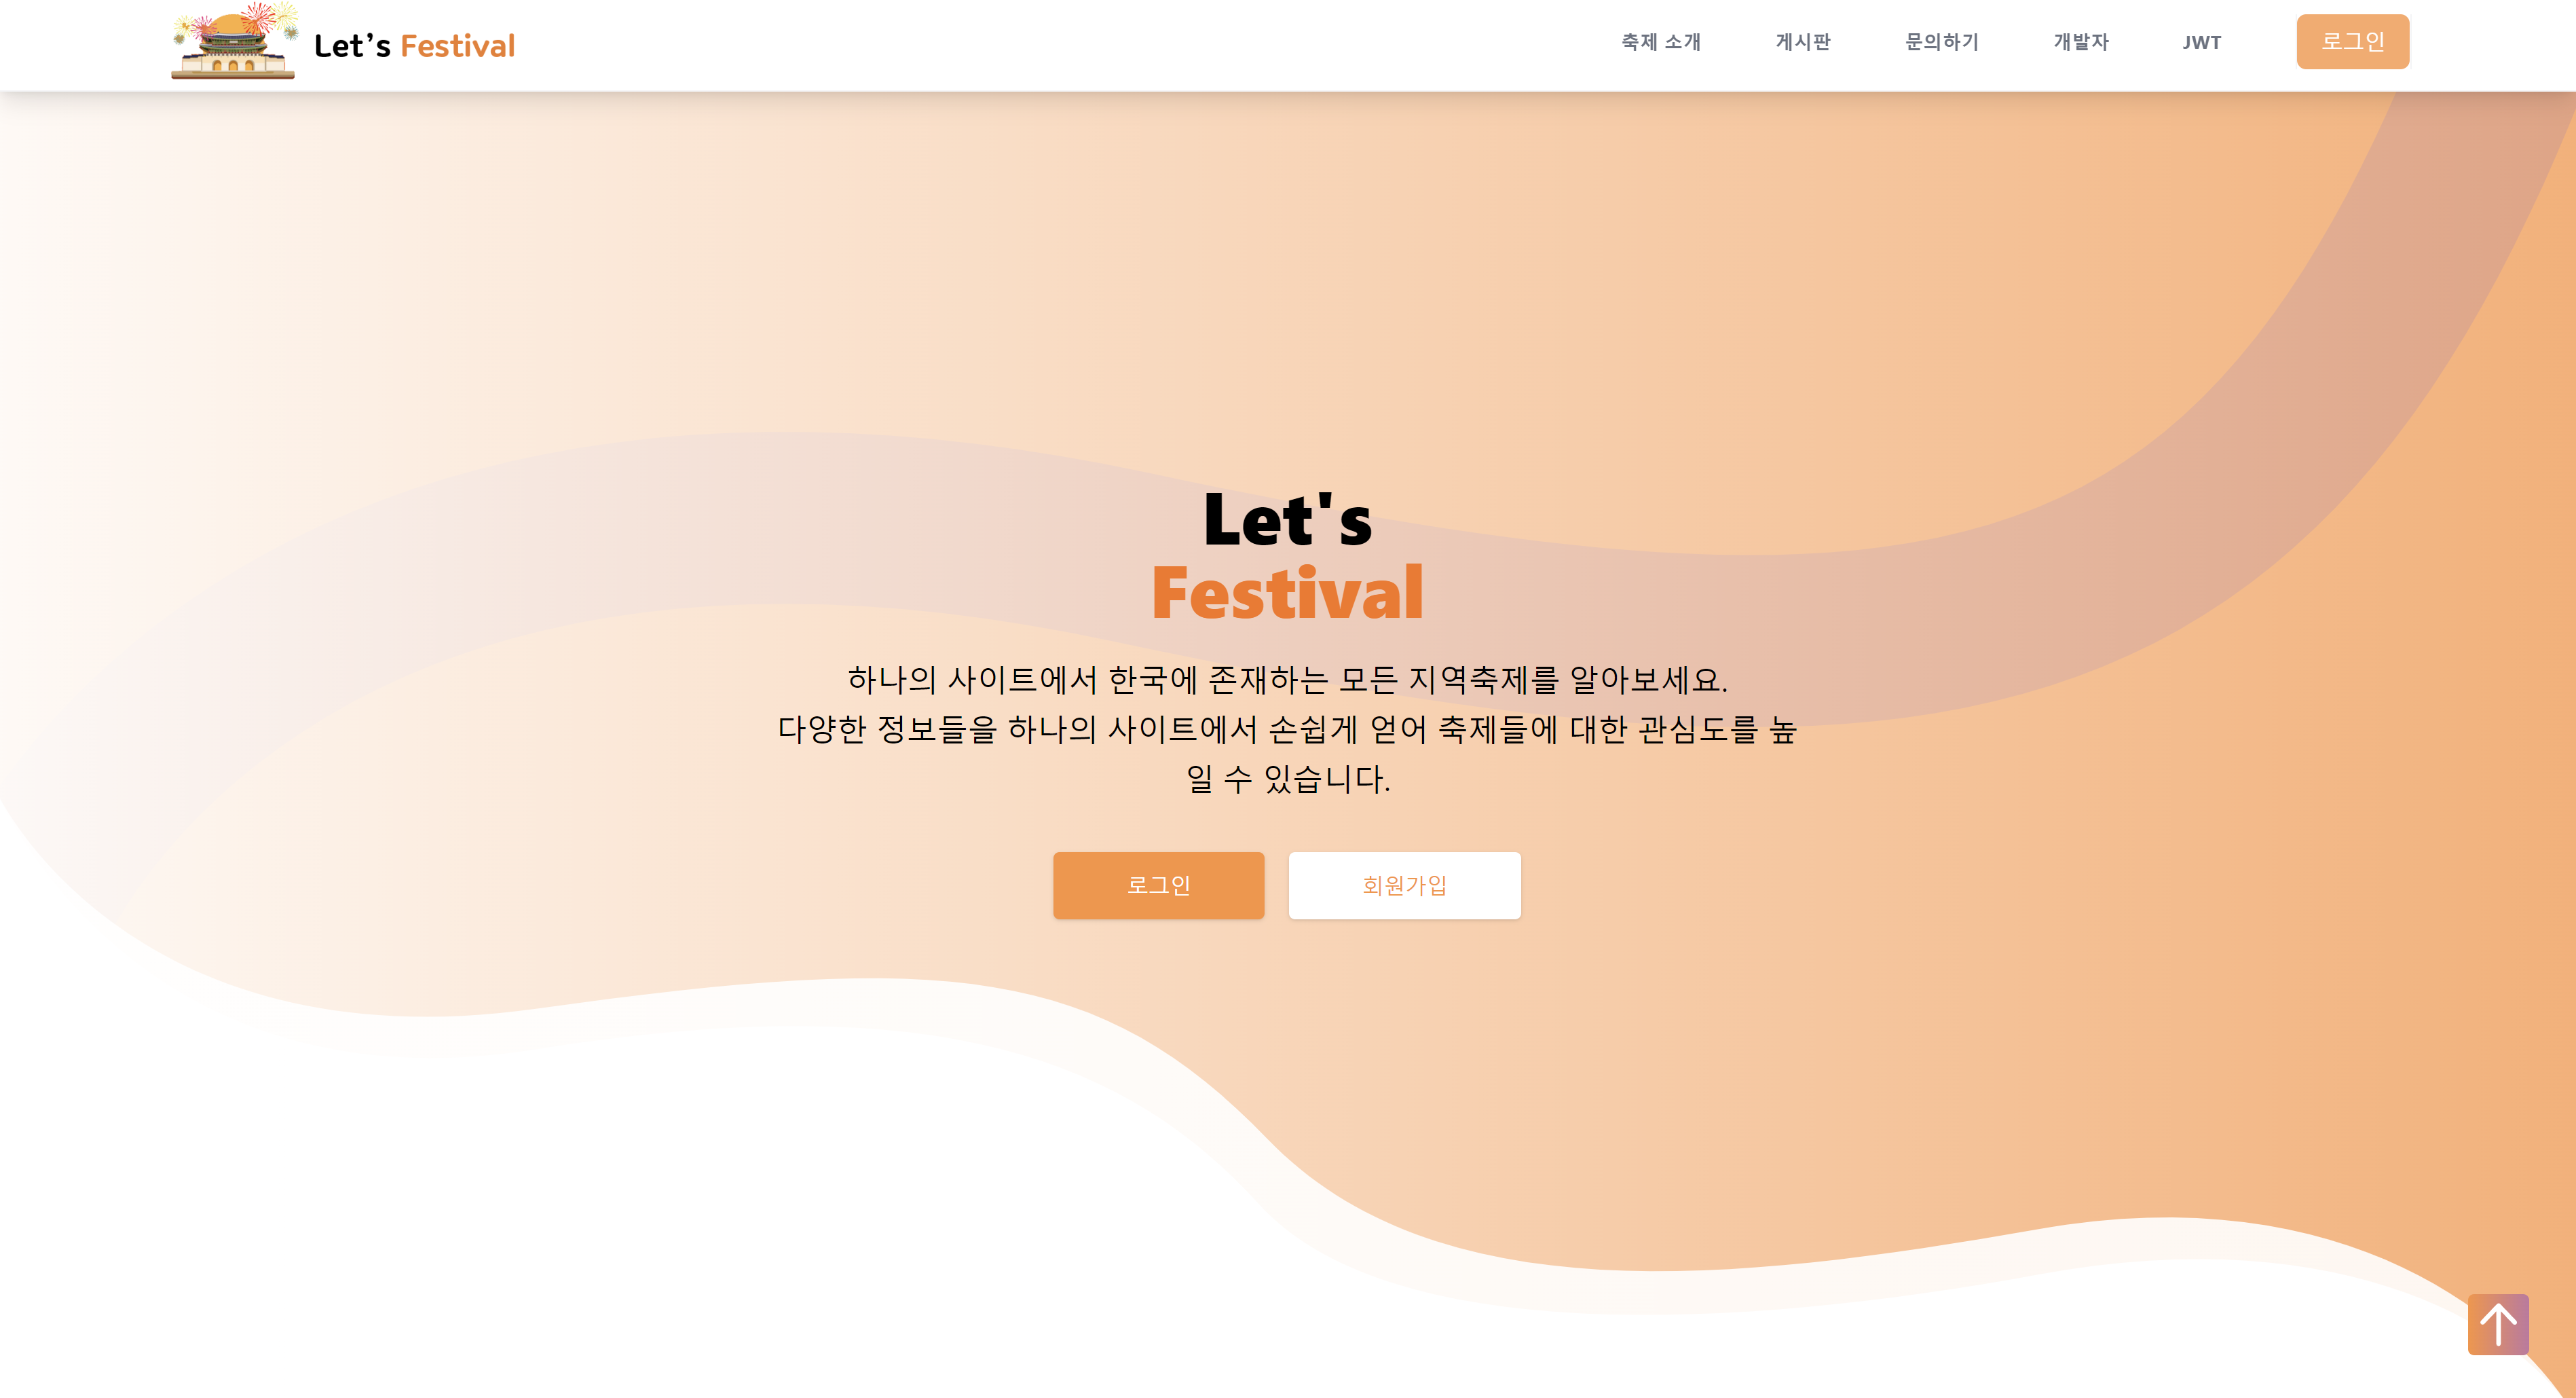 Let's Festival
축제 소개
게시판
문의하기
개발자
JWT
로그인
Let's
Festival
하나의 사이트에서 한국에 존재하는 모든 지역축제를 알아보세요.
다양한 정보들을 하나의 사이트에서 손쉽게 얻어 축제들에 대한 관심도를 높
일 수 있습니다.
로그인
회원가입